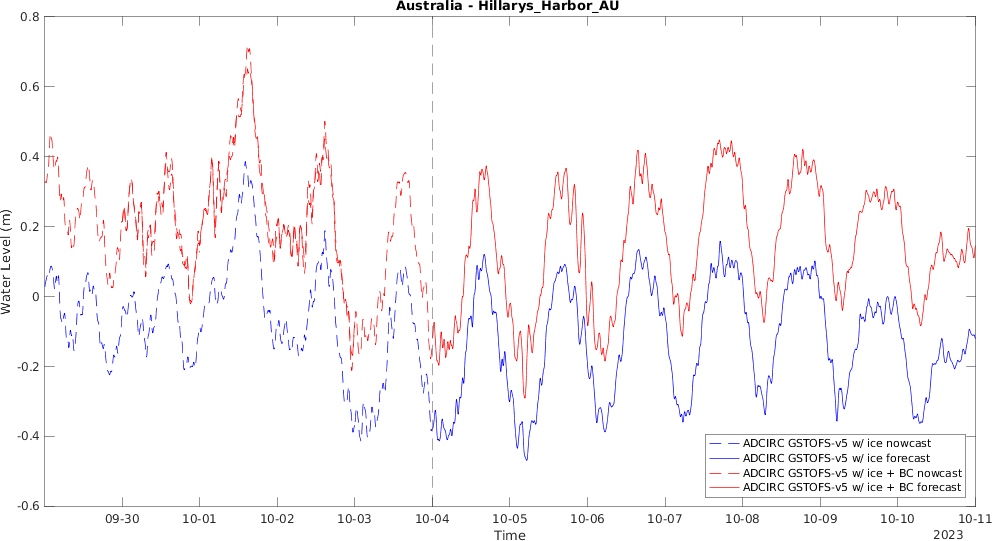 Australia - Hillarys_Harbor_AU
0.8
0.6
0.4
0.2
0
-0.2
-0.4
-0.6
Water Level (m)
ADCIRC GSTOFS-v5 w/ ice nowcast
ADCIRC GSTOFS-v5 w/ ice forecast
ADCIRC GSTOFS-v5 w/ ice + BC nowcast
ADCIRC GSTOFS-v5 w/ ice + BC forecast
09-30 10-01 10-02 10-03 10-04 10-05 10-06 10-07 10-08 10-09 10-10 10-11
Time
2023